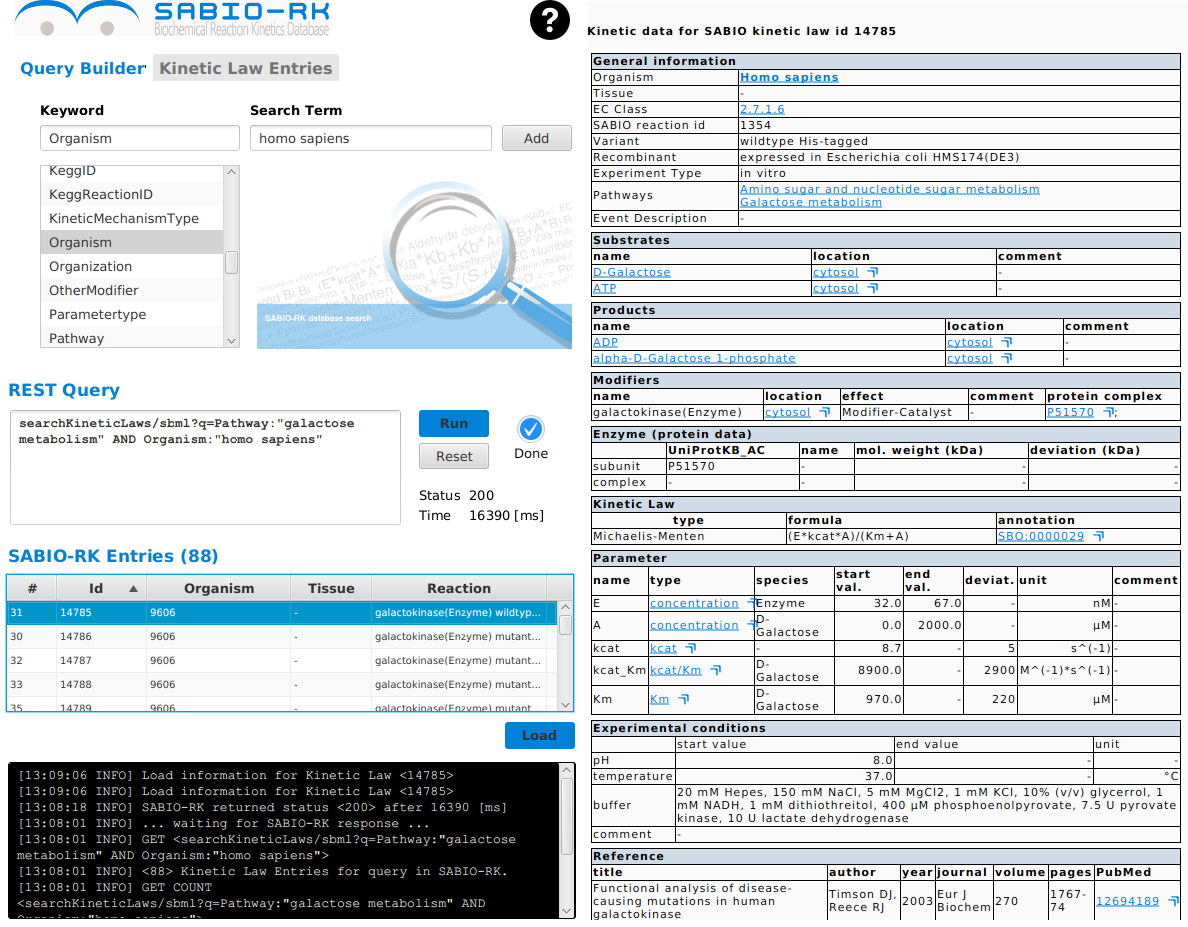 SABIO-RK
Biochemical Reaction Kinetics Database
?
Query Builder Kinetic Law Entries
Keyword Search Term
Organism homo sapiens Add
KeggID
KeggReactionID
KineticMechanismType
Organism
Organization
OtherModifier
Parametertype
Pathway
SABIO-RK database search
REST Query
searchKineticLaws/sbml?q=Pathway:"galactose
metabolism" AND Organism:"homo sapiens"
Run
Reset
Done
Status 200
Time 16390 [ms]
SABIO-RK Entries (88)
# Id Organism Tissue Reaction
31 14785 9606 - galactokinase(Enzyme) wildtyp...
30 14786 9606 - galactokinase(Enzyme) mutant...
32 14787 9606 - galactokinase(Enzyme) mutant...
33 14788 9606 - galactokinase(Enzyme) mutant...
35 14789 9606 - galactokinase(Enzyme) mutant...
Load
[13:09:06 INFO] Load information for Kinetic Law <14785>
[13:09:06 INFO] Load information for Kinetic Law <14785>
[13:08:18 INFO] SABIO-RK returned status <200> after 16390 [ms]
[13:08:01 INFO] ... waiting for SABIO-RK response ...
[13:08:01 INFO] GET <searchKineticLaws/sbml?q=Pathway:"galactose
metabolism" AND Organism:"homo sapiens">
[13:08:01 INFO] <88> Kinetic Law Entries for query in SABIO-RK.
[13:08:01 INFO] GET COUNT
<searchKineticLaws/sbml?q=Pathway:"galactose metabolism" AND
Organism:"homo sapiens">
Kinetic data for SABIO kinetic law id 14785
General information
Organism Homo sapiens
Tissue -
EC Class 2.7.1.6
SABIO reaction id 1354
Variant wildtype His-tagged
Recombinant expressed in Escherichia coli HMS174(DE3)
Experiment Type in vitro
Pathways Amino sugar and nucleotide sugar metabolism
Galactose metabolism
Event Description -
Substrates
name location comment
D-Galactose cytosol -
ATP cytosol -
Products
name location comment
ADP cytosol -
alpha-D-Galactose 1-phosphate cytosol -
Modifiers
name location effect comment protein complex
galactokinase(Enzyme) cytosol Modifier-Catalyst - P51570 ;
Enzyme (protein data)
UniProtKB_AC name mol. weight (kDa) deviation (kDa)
subunit P51570 - - -
complex - - - -
Kinetic Law
type formula annotation
Michaelis-Menten (E*kcat*A)/(Km+A) SBO:0000029
Parameter
name type species start val. end val. deviat. unit comment
E concentration Enzyme 32.0 67.0 - nM -
A concentration D-Galactose 0.0 2000.0 - µM -
kcat kcat - 8.7 - 5 s^(-1) -
kcat_Km kcat/Km D-Galactose 8900.0 - 2900 M^(-1)*s^(-1) -
Km Km D-Galactose 970.0 - 220 µM -
Experimental conditions
start value end value unit
pH 8.0 - -
temperature 37.0 - °C
buffer 20 mM Hepes, 150 mM NaCl, 5 mM MgCl2, 1 mM KCl, 10% (v/v) glycerrol, 1
mM NADH, 1 mM dithiothreitol, 400 µM phosphoenolpyrovate, 7.5 U pyruvate
kinase, 10 U lactate dehydrogenase
comment -
Reference
title author year journal volume pages PubMed
Functional analysis of disease-
causing mutations in human
galactokinase
Timson DJ,
Reece RJ
2003
Eur J
Biochem
270
1767-
74
12694189